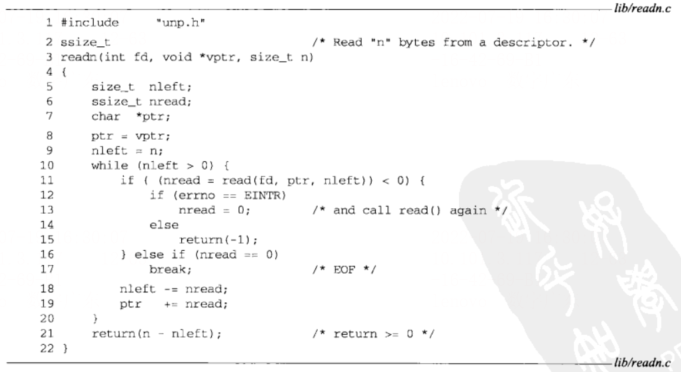 lib/readn.c
1 #include "unp.h"
2 ssize_t /* Read "n" bytes from a descriptor. */
3 readn(int fd, void *vptr, size_t n)
4 {
5 size_t nleft;
6 ssize_t nread;
7 char *ptr;
8 ptr = vptr;
9 nleft = n;
10 while (nleft > 0) {
11 if ( (nread = read(fd, ptr, nleft)) < 0) {
12 if (errno == EINTR)
13 nread = 0; /* and call read() again */
14 else
15 return(-1);
16 } else if (nread == 0)
17 break; /* EOF */
18 nleft -= nread;
19 ptr += nread;
20 }
21 return(n - nleft); /* return >= 0 */
22 }
lib/readn.c